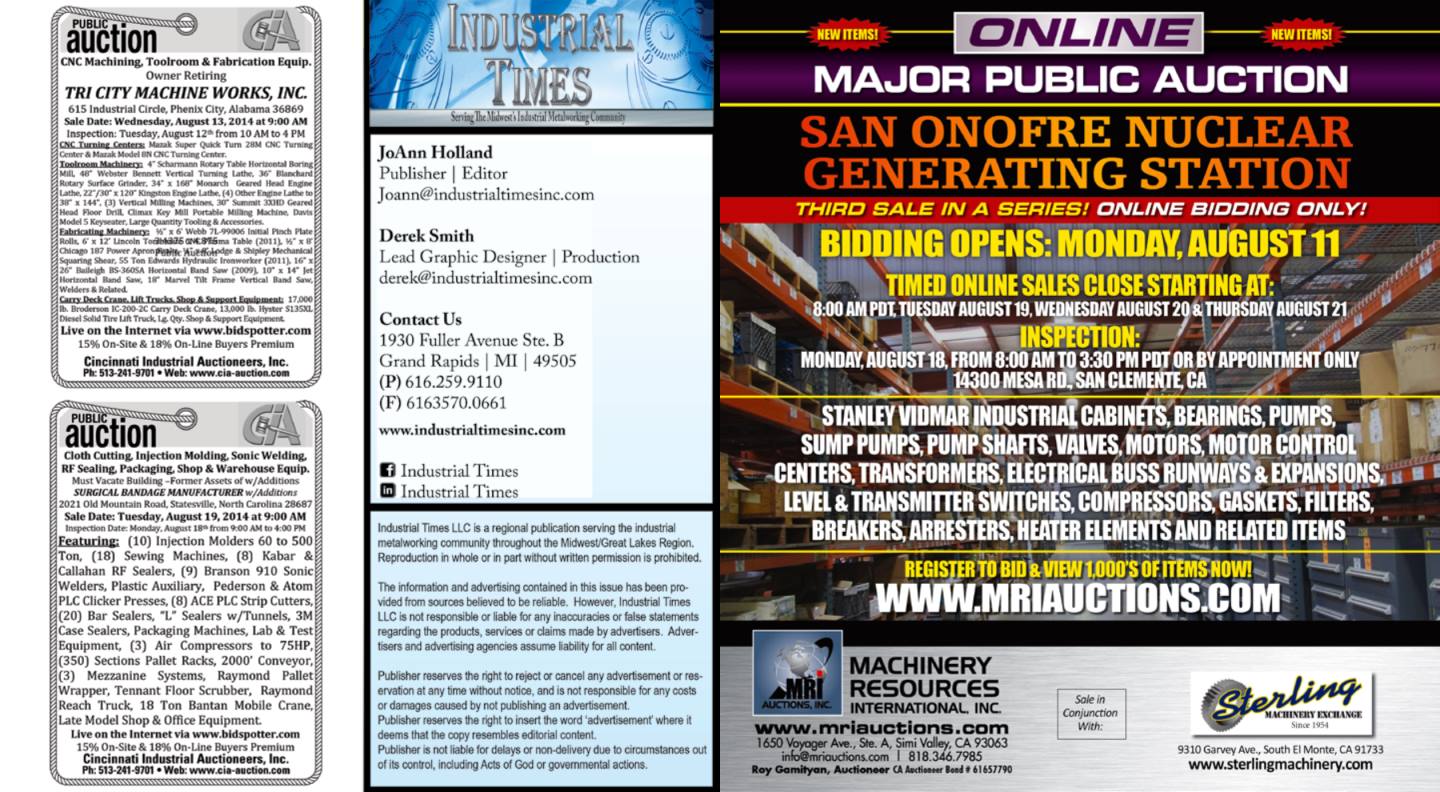 PUBLIC
auction
CIA
CNC Machining, Toolroom & Fabrication Equip.
Owner Retiring
TRI CITY MACHINE WORKS, INC.
615 Industrial Circle, Phenix City, Alabama 36869
Sale Date: Wednesday, August 13, 2014 at 9:00 AM
Inspection: Tuesday, August 12th from 10 AM to 4 PM
CNC Turning Centers: Mazak Super Quick Turn 28M CNC Turning
Center & Mazak Model 8N CNC Turning Center.
Toolroom Machinery: 4" Scharmann Rotary Table Horizontal Boring
Mill, 48" Webster Bennett Vertical Turning Lathe, 36" Blanchard
Rotary Surface Grinder, 34" x 168" Monarch Geared Head Engine
Lathe, 22"/30" x 120" Kingston Engine Lathe, (4) Other Engine Lathe to
38" x 144", (3) Vertical Milling Machines, 30" Summit 3XHD Geared
Head Floor Drill, Climax Key Mill Portable Milling Machine, Davis
Model 5 Keyseater, Large Quantity Tooling & Accessories.
Fabricating Machinery: ½" x 6' Webb 7L-99006 Initial Pinch Plate
Rolls, 6' x 12' Lincoln Table (2011), ½" x 8'
Chicago 187 Power Apron Lodge & Shipley Mechanical
Squaring Shear, 55 Ton Edwards Hydraulic Ironworker (2011), 16" x
26" Baileigh BS-360SA Horizontal Band Saw (2009), 10" x 14" Jet
Horizontal Band Saw, 18" Marvel Tilt Frame Vertical Band Saw,
Welders & Related.
Carry Deck Crane, Lift Trucks, Shop & Support Equipment: 17,000
lb. Broderson IC-200-2C Carry Deck Crane, 13,000 lb. Hyster S135XL
Diesel Solid Tire Lift Truck, Lg. Qty. Shop & Support Equipment.
Live on the Internet via www.bidspotter.com
15% On-Site & 18% On-Line Buyers Premium
Cincinnati Industrial Auctioneers, Inc.
Ph: 513-241-9701 • Web: www.cia-auction.com
PUBLIC
auction
CIA
Cloth Cutting, Injection Molding, Sonic Welding,
RF Sealing, Packaging, Shop & Warehouse Equip.
Must Vacate Building –Former Assets of w/Additions
SURGICAL BANDAGE MANUFACTURER w/Additions
2021 Old Mountain Road, Statesville, North Carolina 28687
Sale Date: Tuesday, August 19, 2014 at 9:00 AM
Inspection Date: Monday, August 18th from 9:00 AM to 4:00 PM
Featuring: (10) Injection Molders 60 to 500
Ton, (18) Sewing Machines, (8) Kabar &
Callahan RF Sealers, (9) Branson 910 Sonic
Welders, Plastic Auxiliary, Pederson & Atom
PLC Clicker Presses, (8) ACE PLC Strip Cutters,
(20) Bar Sealers, "L" Sealers w/Tunnels, 3M
Case Sealers, Packaging Machines, Lab & Test
Equipment, (3) Air Compressors to 75HP,
(350) Sections Pallet Racks, 2000' Conveyor,
(3) Mezzanine Systems, Raymond Pallet
Wrapper, Tennant Floor Scrubber, Raymond
Reach Truck, 18 Ton Bantan Mobile Crane,
Late Model Shop & Office Equipment.
Live on the Internet via www.bidspotter.com
15% On-Site & 18% On-Line Buyers Premium
Cincinnati Industrial Auctioneers, Inc.
Ph: 513-241-9701 • Web: www.cia-auction.com
INDUSTRIAL
TIMES
Serving The Midwest's Industrial Metalworking Community
JoAnn Holland
Publisher | Editor
Joann@industrialtimesinc.com
Derek Smith
Lead Graphic Designer | Production
derek@industrialtimesinc.com
Contact Us
1930 Fuller Avenue Ste. B
Grand Rapids | MI | 49505
(P) 616.259.9110
(F) 6163570.0661
www.industrialtimesinc.com
f Industrial Times
in Industrial Times
Industrial Times LLC is a regional publication serving the industrial
metalworking community throughout the Midwest/Great Lakes Region.
Reproduction in whole or in part without written permission is prohibited.
The information and advertising contained in this issue has been pro-
vided from sources believed to be reliable. However, Industrial Times
LLC is not responsible or liable for any inaccuracies or false statements
regarding the products, services or claims made by advertisers. Adver-
tisers and advertising agencies assume liability for all content.
Publisher reserves the right to reject or cancel any advertisement or res-
ervation at any time without notice, and is not responsible for any costs
or damages caused by not publishing an advertisement.
Publisher reserves the right to insert the word 'advertisement' where it
deems that the copy resembles editorial content.
Publisher is not liable for delays or non-delivery due to circumstances out
of its control, including Acts of God or governmental actions.
NEW ITEMS!
ONLINE
NEW ITEMS!
MAJOR PUBLIC AUCTION
SAN ONOFRE NUCLEAR
GENERATING STATION
THIRD SALE IN A SERIES! ONLINE BIDDING ONLY!
BIDDING OPENS: MONDAY, AUGUST 11
TIMED ONLINE SALES CLOSE STARTING AT:
8:00 AM PDT, TUESDAY AUGUST 19, WEDNESDAY AUGUST 20 & THURSDAY AUGUST 21
INSPECTION:
MONDAY, AUGUST 18, FROM 8:00 AM TO 3:30 PM PDT OR BY APPOINTMENT ONLY
14300 MESA RD., SAN CLEMENTE, CA
STANLEY VIDMAR INDUSTRIAL CABINETS, BEARINGS, PUMPS,
SUMP PUMPS, PUMP SHAFTS, VALVES, MOTORS, MOTOR CONTROL
CENTERS, TRANSFORMERS, ELECTRICAL BUSS RUNWAYS & EXPANSIONS,
LEVEL & TRANSMITTER SWITCHES, COMPRESSORS, GASKETS, FILTERS,
BREAKERS, ARRESTERS, HEATER ELEMENTS AND RELATED ITEMS
REGISTER TO BID & VIEW 1,000'S OF ITEMS NOW!
WWW.MRIAUCTIONS.COM
MRI
AUCTIONS, INC.
MACHINERY
RESOURCES
INTERNATIONAL, INC.
www.mriauctions.com
1650 Voyager Ave., Ste. A, Simi Valley, CA 93063
info@mriauctions.com | 818.346.7985
Roy Gamityan, Auctioneer CA Auctioneer Bond # 61657790
Sale in
Conjunction
With:
Sterling
MACHINERY EXCHANGE
Since 1954
9310 Garvey Ave., South El Monte, CA 91733
www.sterlingmachinery.com